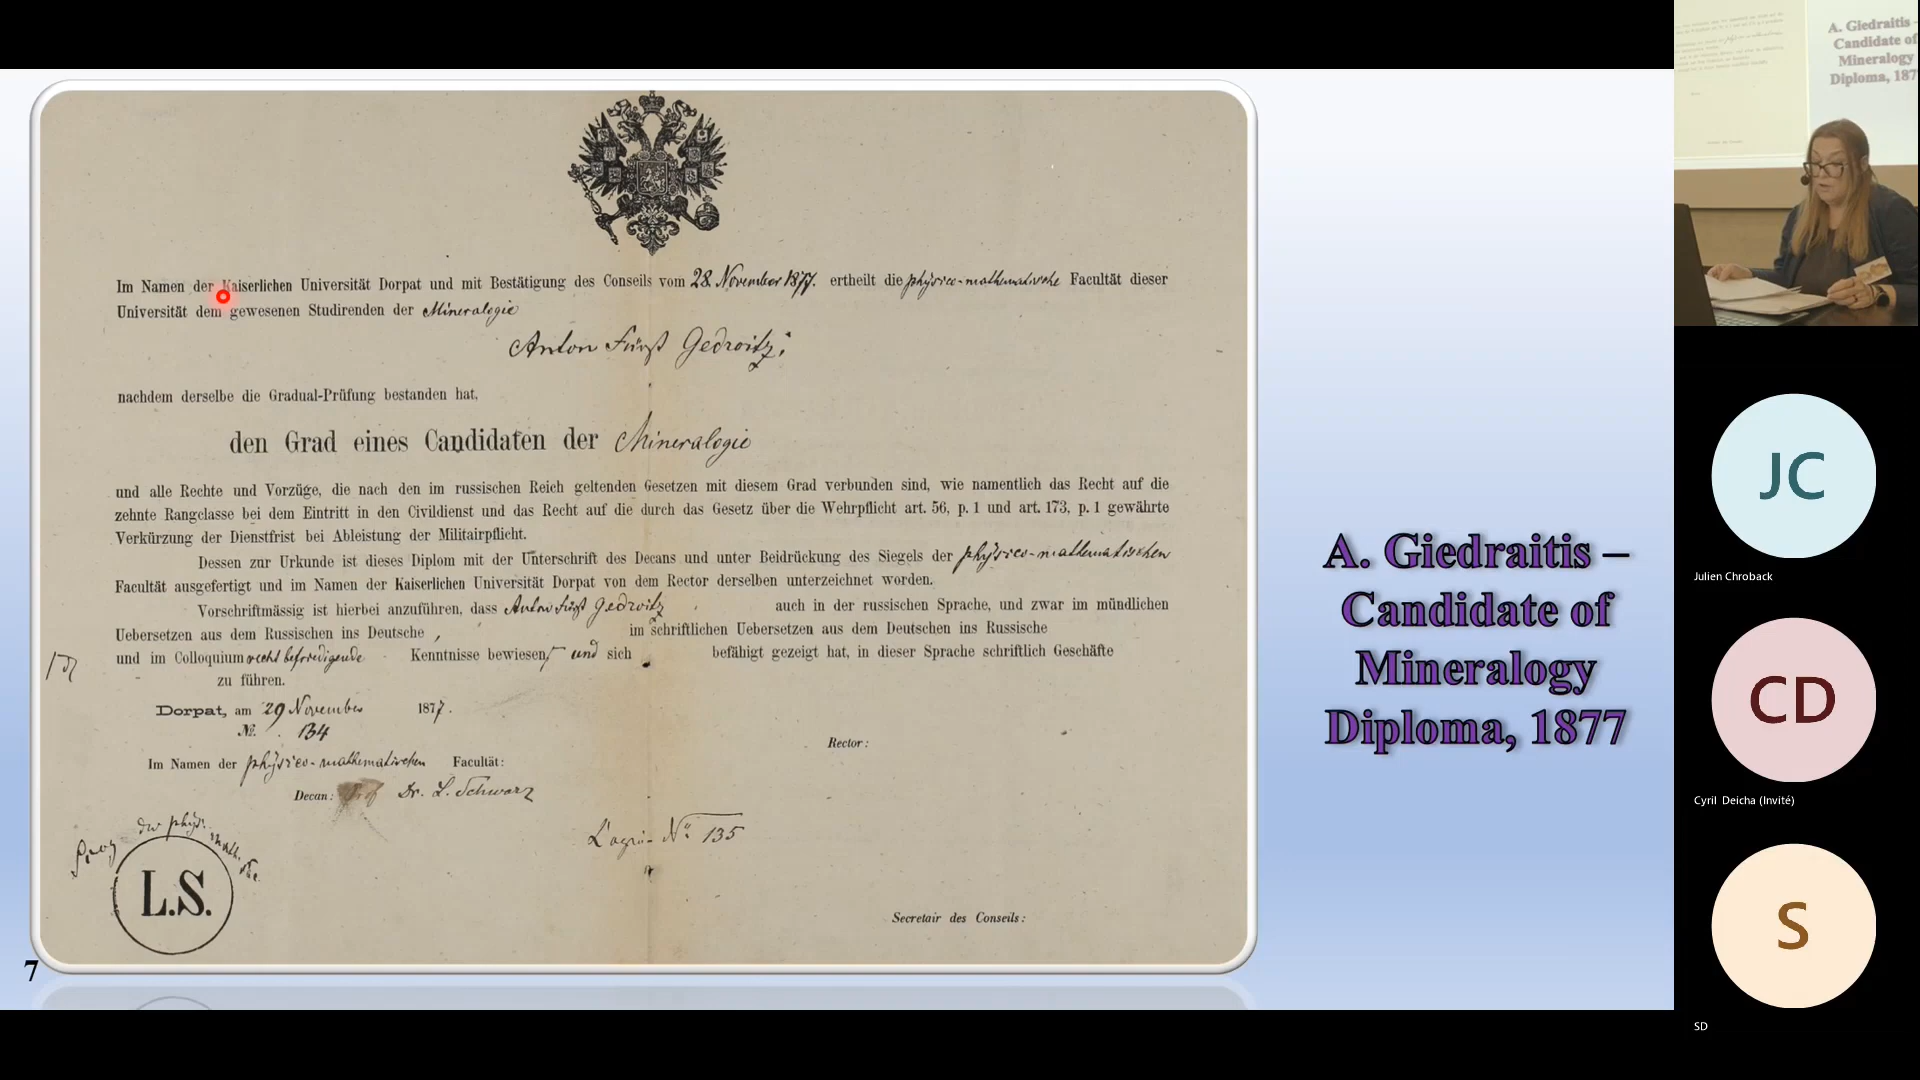 Im Namen der Kaiserlichen Universität Dorpat und mit Bestätigung des Conseils vom 28 November 1877. ertheilt die physico-mathematische Facultät dieser
Universität dem gewesenen Studirenden der Mineralogie
Anton Fürst Gedroitz
nachdem derselbe die Gradual-Prüfung bestanden hat,
den Grad eines Candidaten der Mineralogie
und alle Rechte und Vorzüge, die nach den im russischen Reich geltenden Gesetzen mit diesem Grad verbunden sind, wie namentlich das Recht auf die
zehnte Rangclasse bei dem Eintritt in den Civildienst und das Recht auf die durch das Gesetz über die Wehrpflicht art. 56, p. 1 und art. 173, p. 1 gewährte
Verkürzung der Dienstfrist bei Ableistung der Militairpflicht.
Dessen zur Urkunde ist dieses Diplom mit der Unterschrift des Decans und unter Beidrückung des Siegels der physico-mathematischen
Facultät ausgefertigt und im Namen der Kaiserlichen Universität Dorpat von dem Rector derselben unterzeichnet worden.
Vorschriftmässig ist hierbei anzuführen, dass Anton Fürst Gedroitz auch in der russischen Sprache, und zwar im mündlichen
Uebersetzen aus dem Russischen ins Deutsche , im schriftlichen Uebersetzen aus dem Deutschen ins Russische
und im Colloquium recht befriedigende Kenntnisse bewiesen, und sich befähigt gezeigt hat, in dieser Sprache schriftlich Geschäfte
zu führen.
Dorpat, am 29 November 1877.
№. 134
Rector:
Im Namen der physico-mathematischen Facultät:
Decan: Prof Dr. L. Schwarz
№ 135
der phys. math.
L.S.
Secretair des Conseils:
7
A. Giedraitis –
Candidate of
Mineralogy
Diploma, 1877
A. Giedraitis –
Candidate of
Mineralogy
Diploma, 187
JC
Julien Chroback
CD
Cyril Deicha (Invité)
S
SD